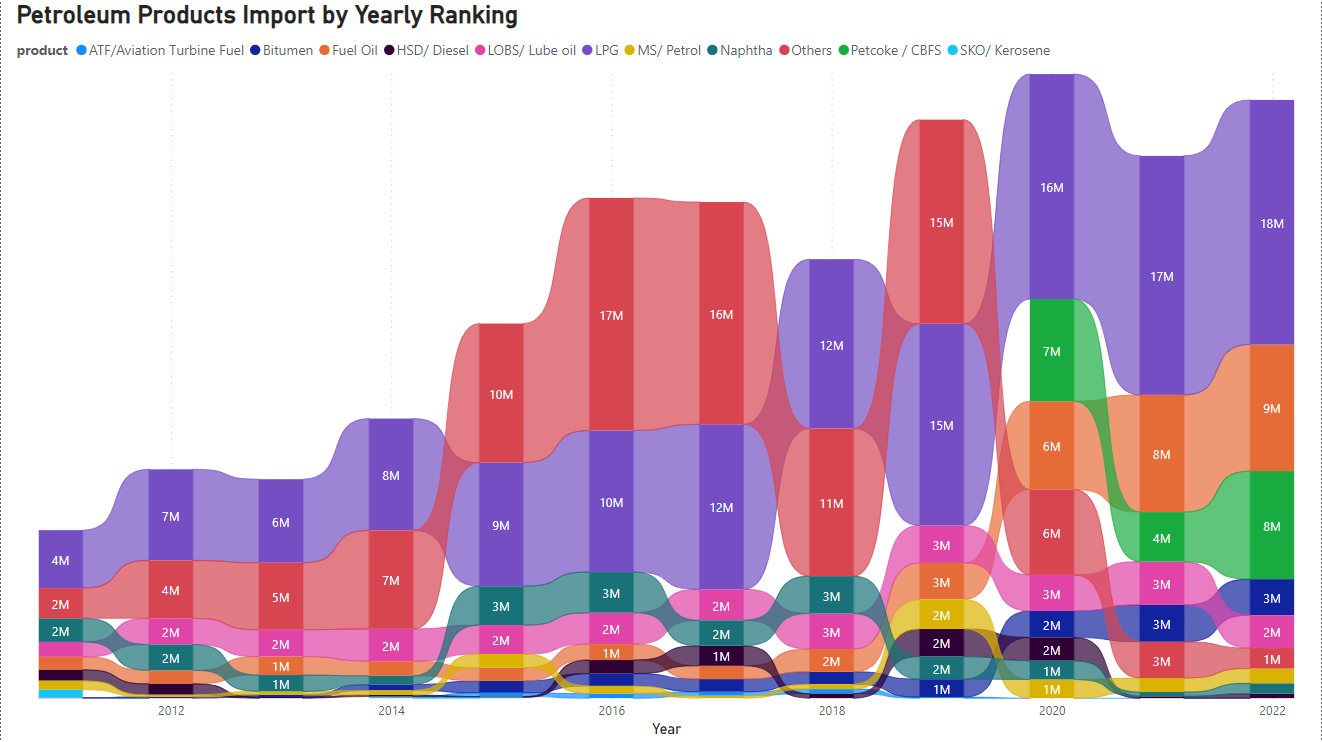 Petroleum Products Import by Yearly Ranking
product ATF/Aviation Turbine Fuel Bitumen Fuel Oil HSD/ Diesel LOBS/ Lube oil LPG MS/ Petrol Naphtha Others Petcoke / CBFS SKO/ Kerosene
4M
2M
2M
7M
4M
2M
2M
6M
5M
2M
1M
1M
8M
7M
2M
10M
9M
3M
2M
17M
10M
3M
2M
1M
16M
12M
2M
2M
1M
12M
11M
3M
3M
2M
15M
15M
3M
3M
2M
2M
2M
1M
16M
7M
6M
6M
3M
2M
2M
1M
1M
17M
8M
4M
3M
3M
3M
18M
9M
8M
3M
2M
1M
2012 2014 2016 2018 2020 2022
Year